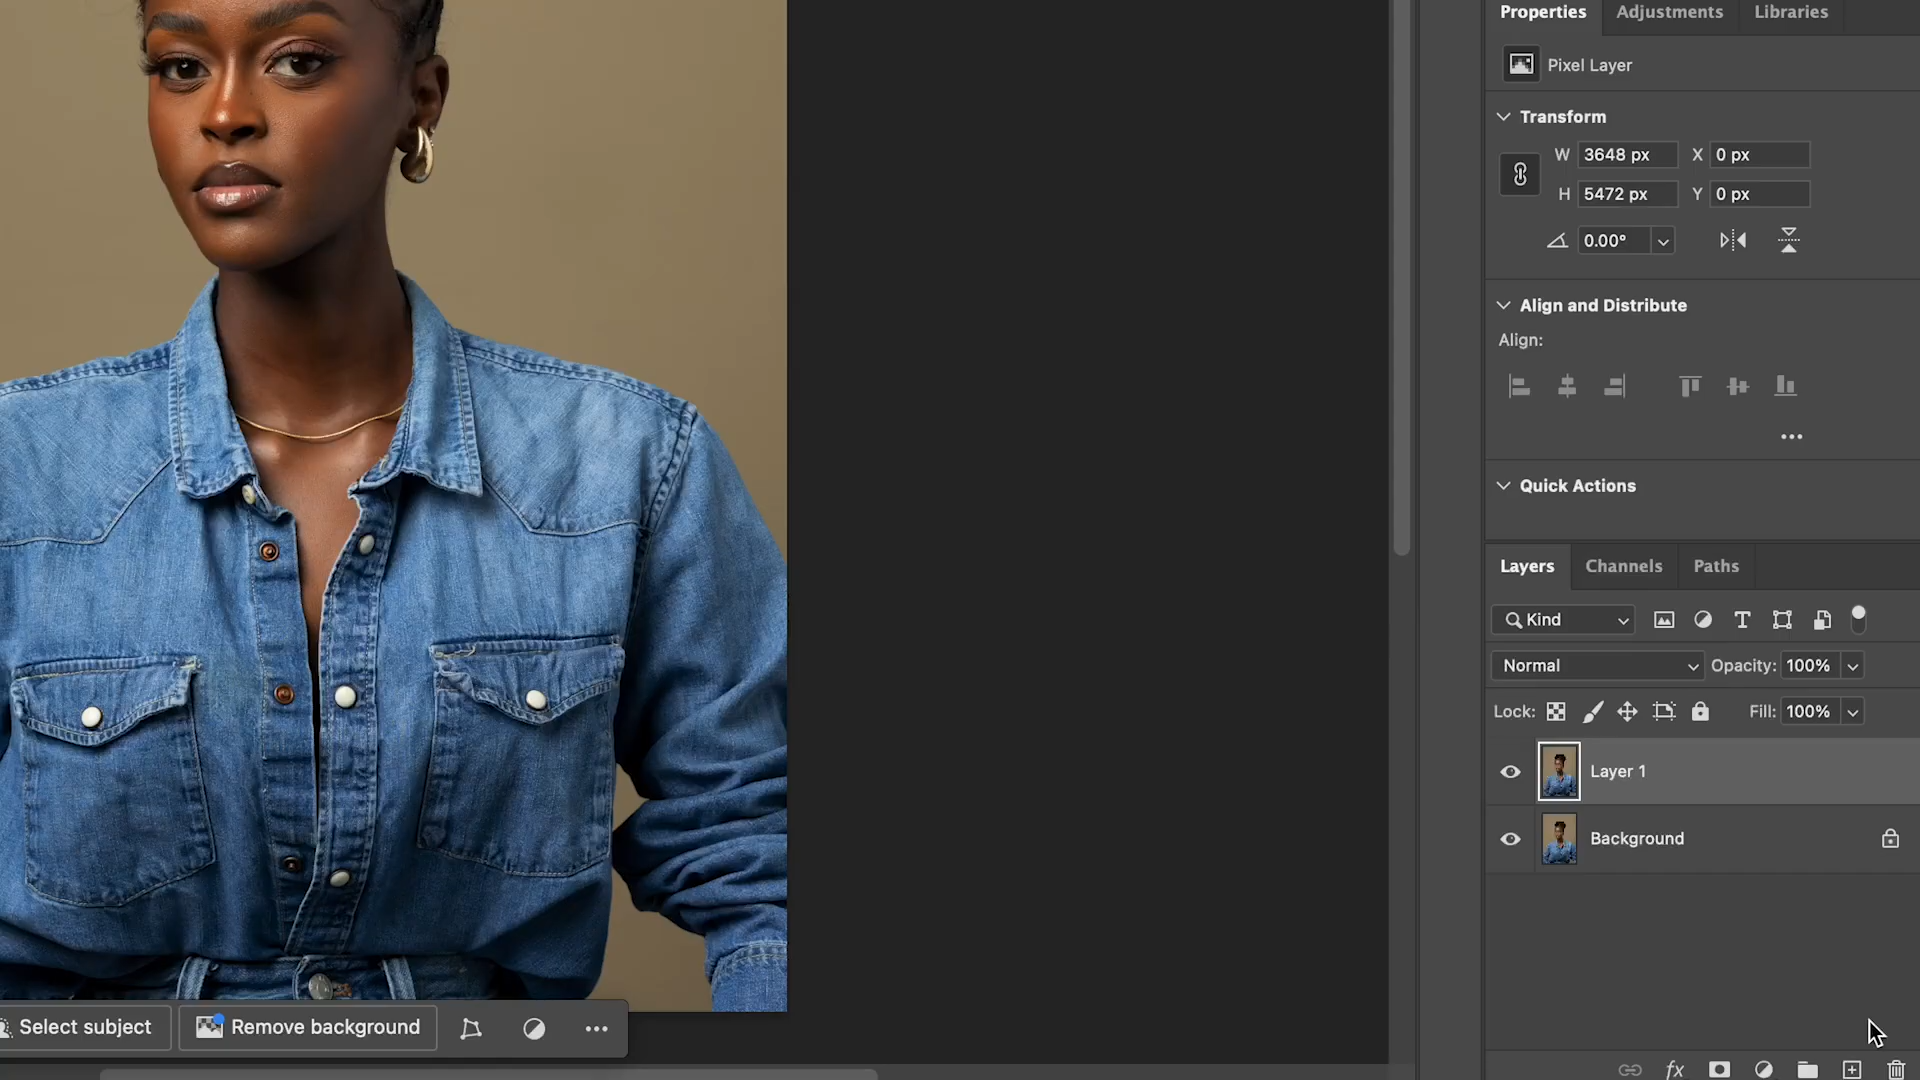 Properties Adjustments Libraries
Pixel Layer
Transform
W 3648 px X 0 px
H 5472 px Y 0 px
0.00°
Align and Distribute
Align:
Quick Actions
Layers Channels Paths
Kind
Normal Opacity: 100%
Lock: Fill: 100%
Layer 1
Background
Select subject Remove background
fx